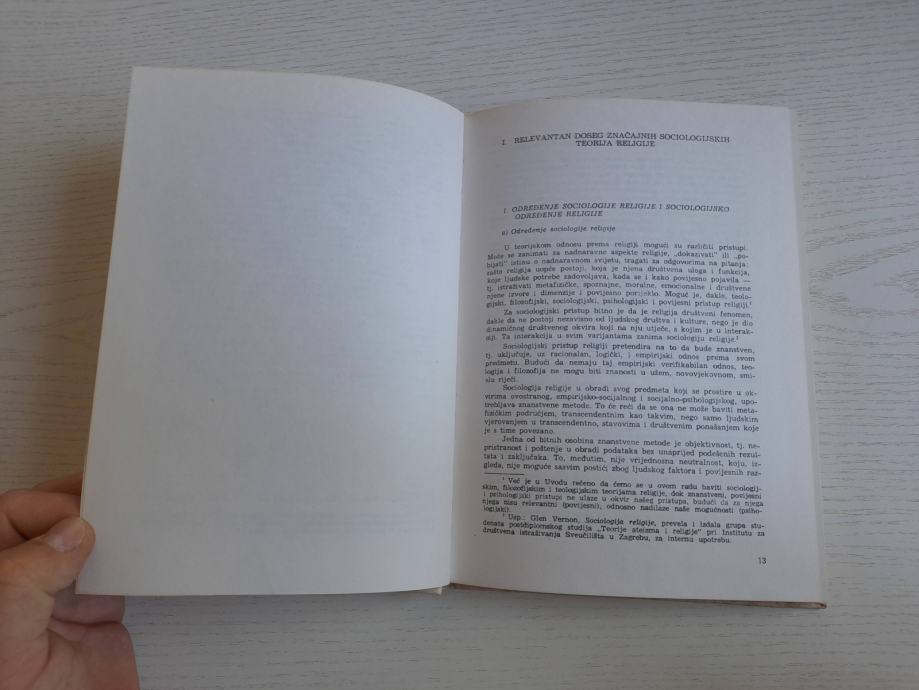 I. RELEVANTAN DOSEG ZNAČAJNIH SOCIOLOGIJSKIH
TEORIJA RELIGIJE
1. ODREĐENJE SOCIOLOGIJE RELIGIJE I SOCIOLOGIJSKO
ODREĐENJE RELIGIJE
a) Određenje sociologije religije
U teorijskom odnosu prema religiji mogući su različiti pristupi.
Može se zanimati za nadnaravne aspekte religije, „dokazivati" ili „po-
bijati" istinu o nadnaravnom svijetu, tragati za odgovorima na pitanja:
zašto religija uopće postoji, koja je njena društvena uloga i funkcija,
koje ljudske potrebe zadovoljava, kada se i kako povijesno pojavila —
tj. istraživati metafizičke, spoznajne, moralne, emocionalne i društvene
njene izvore i dimenzije i povijesno porijeklo. Moguć je, dakle, teolo-
gijski, filozofijski, sociologijski, psihologijski i povijesni pristup religiji.¹
Za sociologijski pristup bitno je da je religija društveni fenomen,
dakle da ne postoji nezavisno od ljudskog društva i kulture, nego je dio
dinamičnog društvenog okvira koji na nju utječe, s kojim je u interak-
ciji. Ta interakcija u svim varijantama zanima sociologiju religije.²
Sociologijski pristup religiji pretendira na to da bude znanstven,
tj. uključuje, uz racionalan, logički, i empirijski odnos prema svom
predmetu. Budući da nemaju taj empirijski verifikabilan odnos, teo-
logija i filozofija ne mogu biti znanosti u užem, novovjekovnom, smi-
slu riječi.
Sociologija religije u obradi svog predmeta koji se prostire u ok-
virima ovostranog, empirijsko-socijalnog i socijalno-psihologijskog, upo-
trebljava znanstvene metode. To će reći da se ona ne može baviti meta-
fizičkim područjem, transcendentnim kao takvim, nego samo ljudskim
vjerovanjem u transcendentno, stavovima i društvenim ponašanjem koje
je s time povezano.
Jedna od bitnih osobina znanstvene metode je objektivnost, tj. ne-
pristranost i poštenje u obradi podataka bez unaprijed podešenih rezul-
tata i zaključaka. To, međutim, nije vrijednosna neutralnost, koju, iz-
gleda, nije moguće sasvim postići zbog ljudskog faktora i povijesnih raz-
¹ Već je u Uvodu rečeno da ćemo se u ovom radu baviti sociologij-
skim, filozofijskim i teologijskim teorijama religije, dok znanstveni, povijesni
i psihologijski pristupi ne ulaze u okvir našeg pristupa, budući da za njega
njega nisu relevantni (povijesni), odnosno nadilaze naše mogućnosti (psiho-
logijski).
² Usp.: Glen Vernon, Sociologija religije, prevela i izdala grupa stu-
denata postdiplomskog studija „Teorije ateizma i religije" pri Institutu za
društvena istraživanja Sveučilišta u Zagrebu, za internu upotrebu.
13